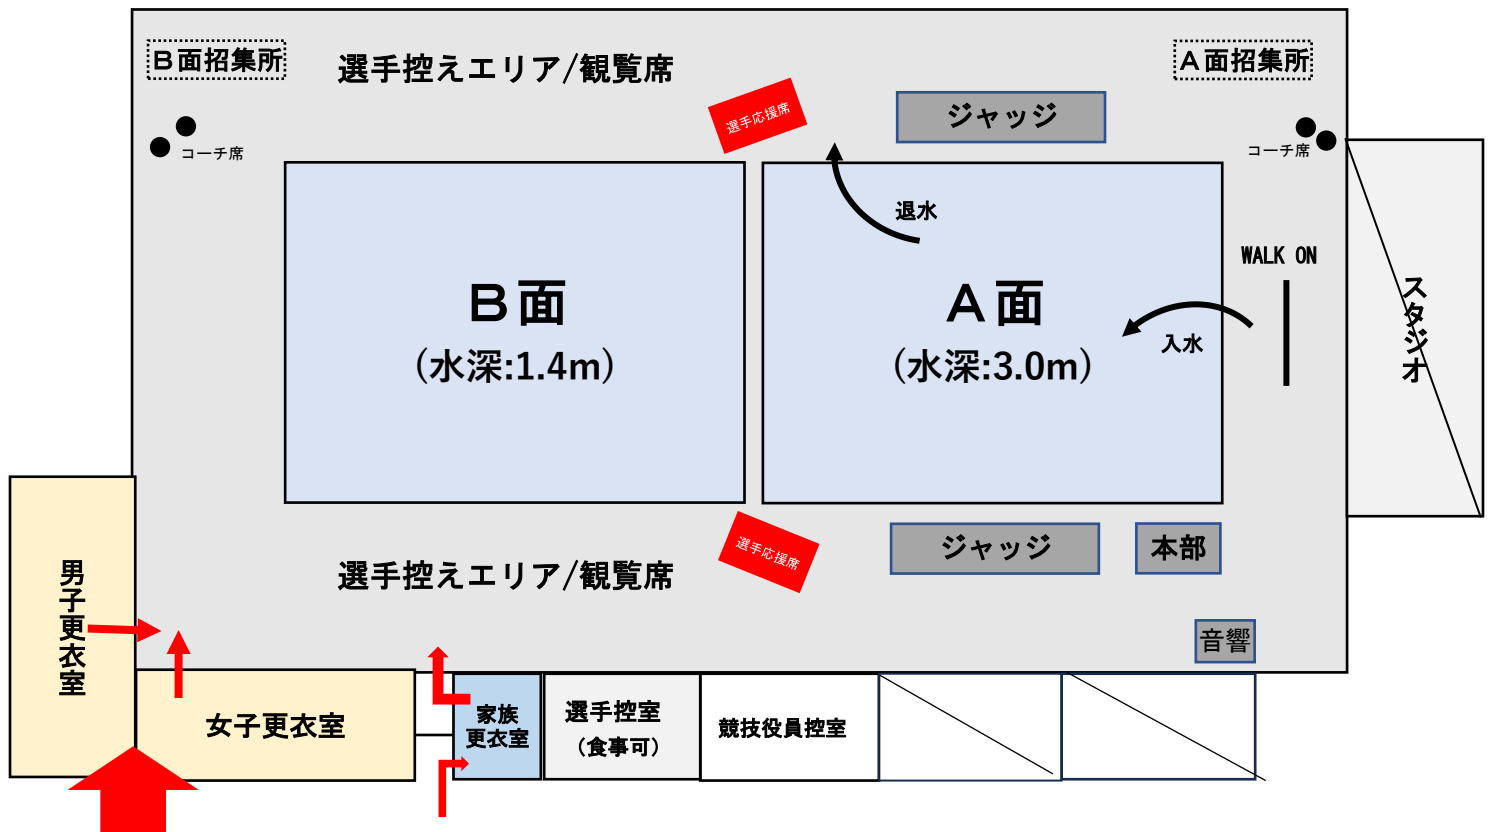 B面招集所
選手控えエリア/観覧席
A面招集所
選手応援席
ジャッジ
コーチ席
コーチ席
退水
WALK ON
B面
(水深:1.4m)
A面
(水深:3.0m)
入水
スタジオ
選手控えエリア/観覧席
選手応援席
ジャッジ
本部
男子更衣室
音響
女子更衣室
家族
更衣室
選手控室
(食事可)
競技役員控室